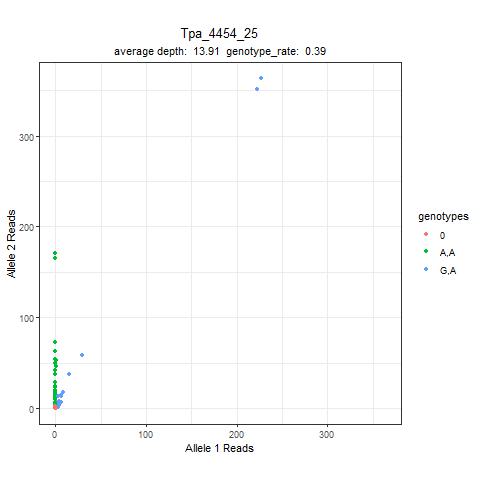 Tpa_4454_25
average depth:  13.91  genotype_rate:  0.39
Allele 2 Reads
300
200
100
0
0
100
200
300
Allele 1 Reads
genotypes
0
A,A
G,A